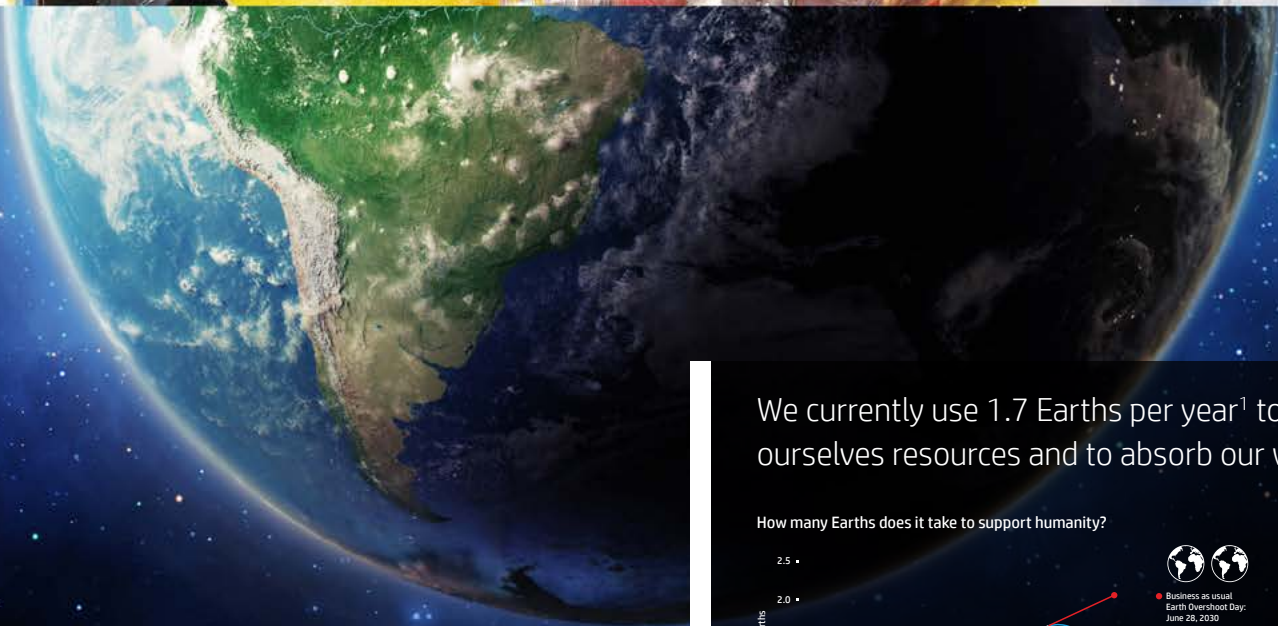 We currently use 1.7 Earths per year¹ to
ourselves resources and to absorb our
How many Earths does it take to support humanity?
2.5
2.0
Business as usual
Earth Overshoot Day:
June 28, 2030